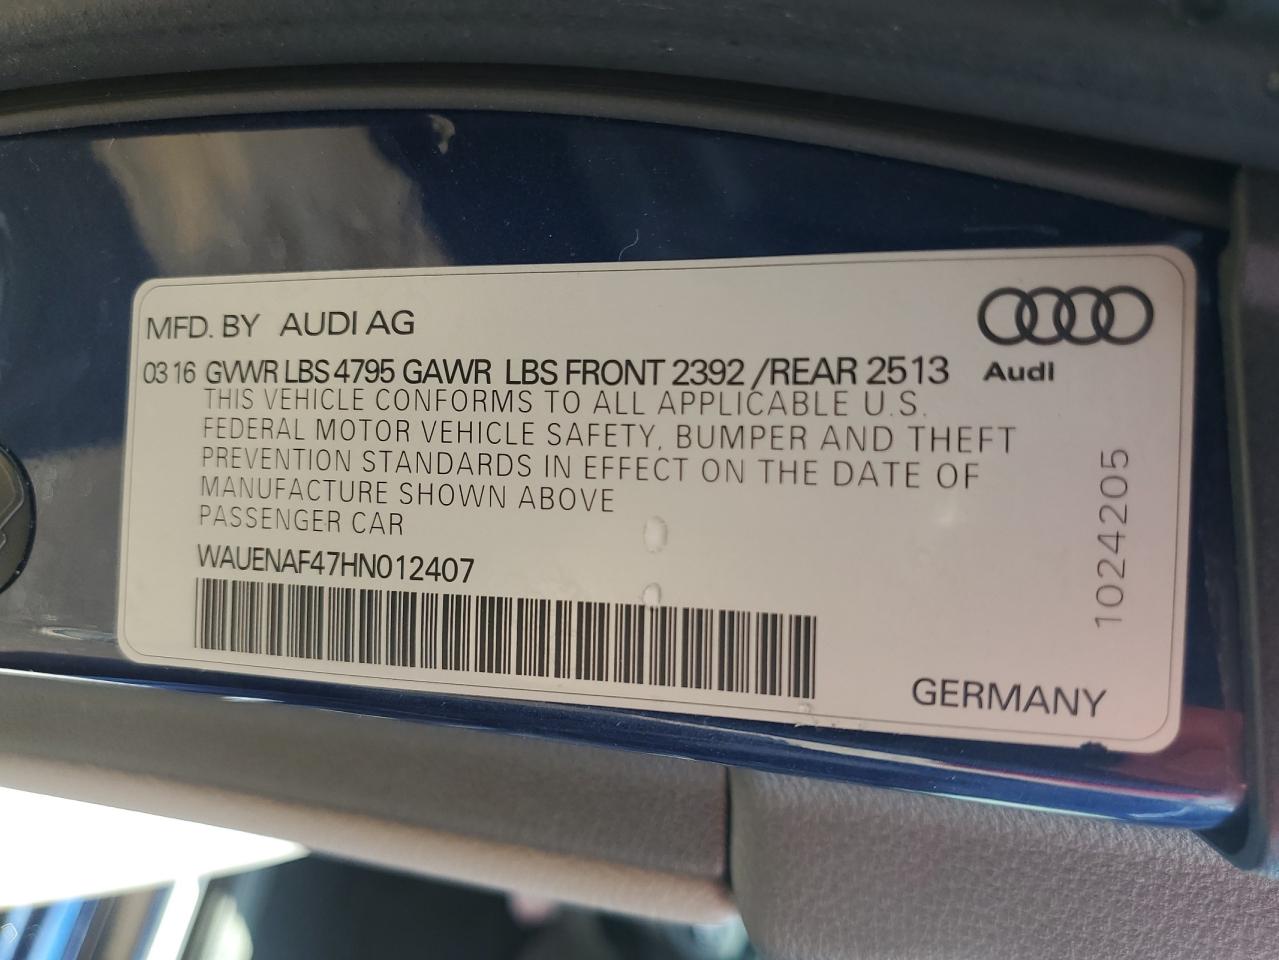 MFD. BY AUDI AG
03 16 GVWR LBS 4795 GAWR LBS FRONT 2392 /REAR 2513
Audi
THIS VEHICLE CONFORMS TO ALL APPLICABLE U.S.
FEDERAL MOTOR VEHICLE SAFETY, BUMPER AND THEFT
PREVENTION STANDARDS IN EFFECT ON THE DATE OF
MANUFACTURE SHOWN ABOVE
PASSENGER CAR
WAUENAF47HN012407
1024205
GERMANY